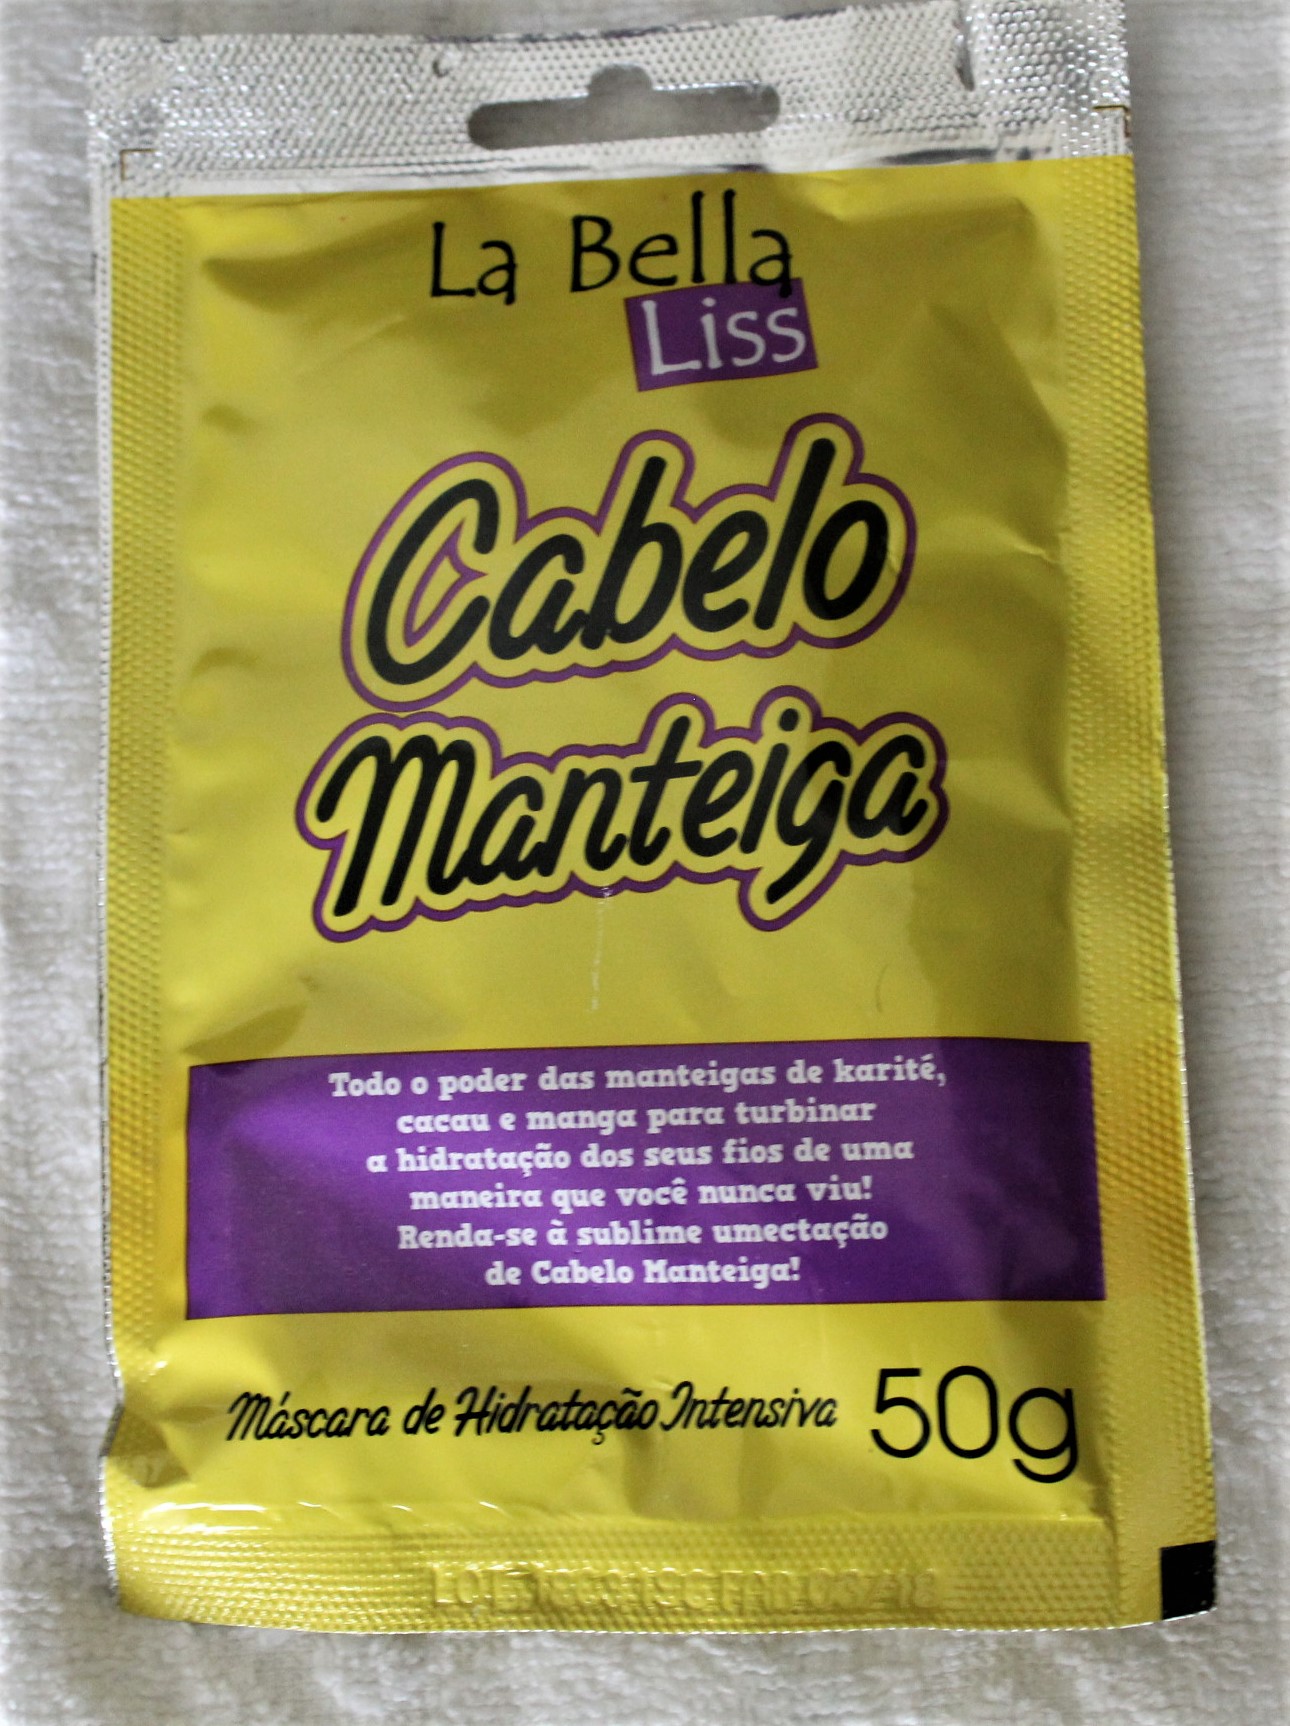 La Bella
Liss
Cabelo
Manteiga
Todo o poder das manteigas de karité,
cacau e manga para turbinar
a hidratação dos seus fios de uma
maneira que você nunca viu!
Renda-se à sublime umectação
de Cabelo Manteiga!
Máscara de Hidratação Intensiva 50g